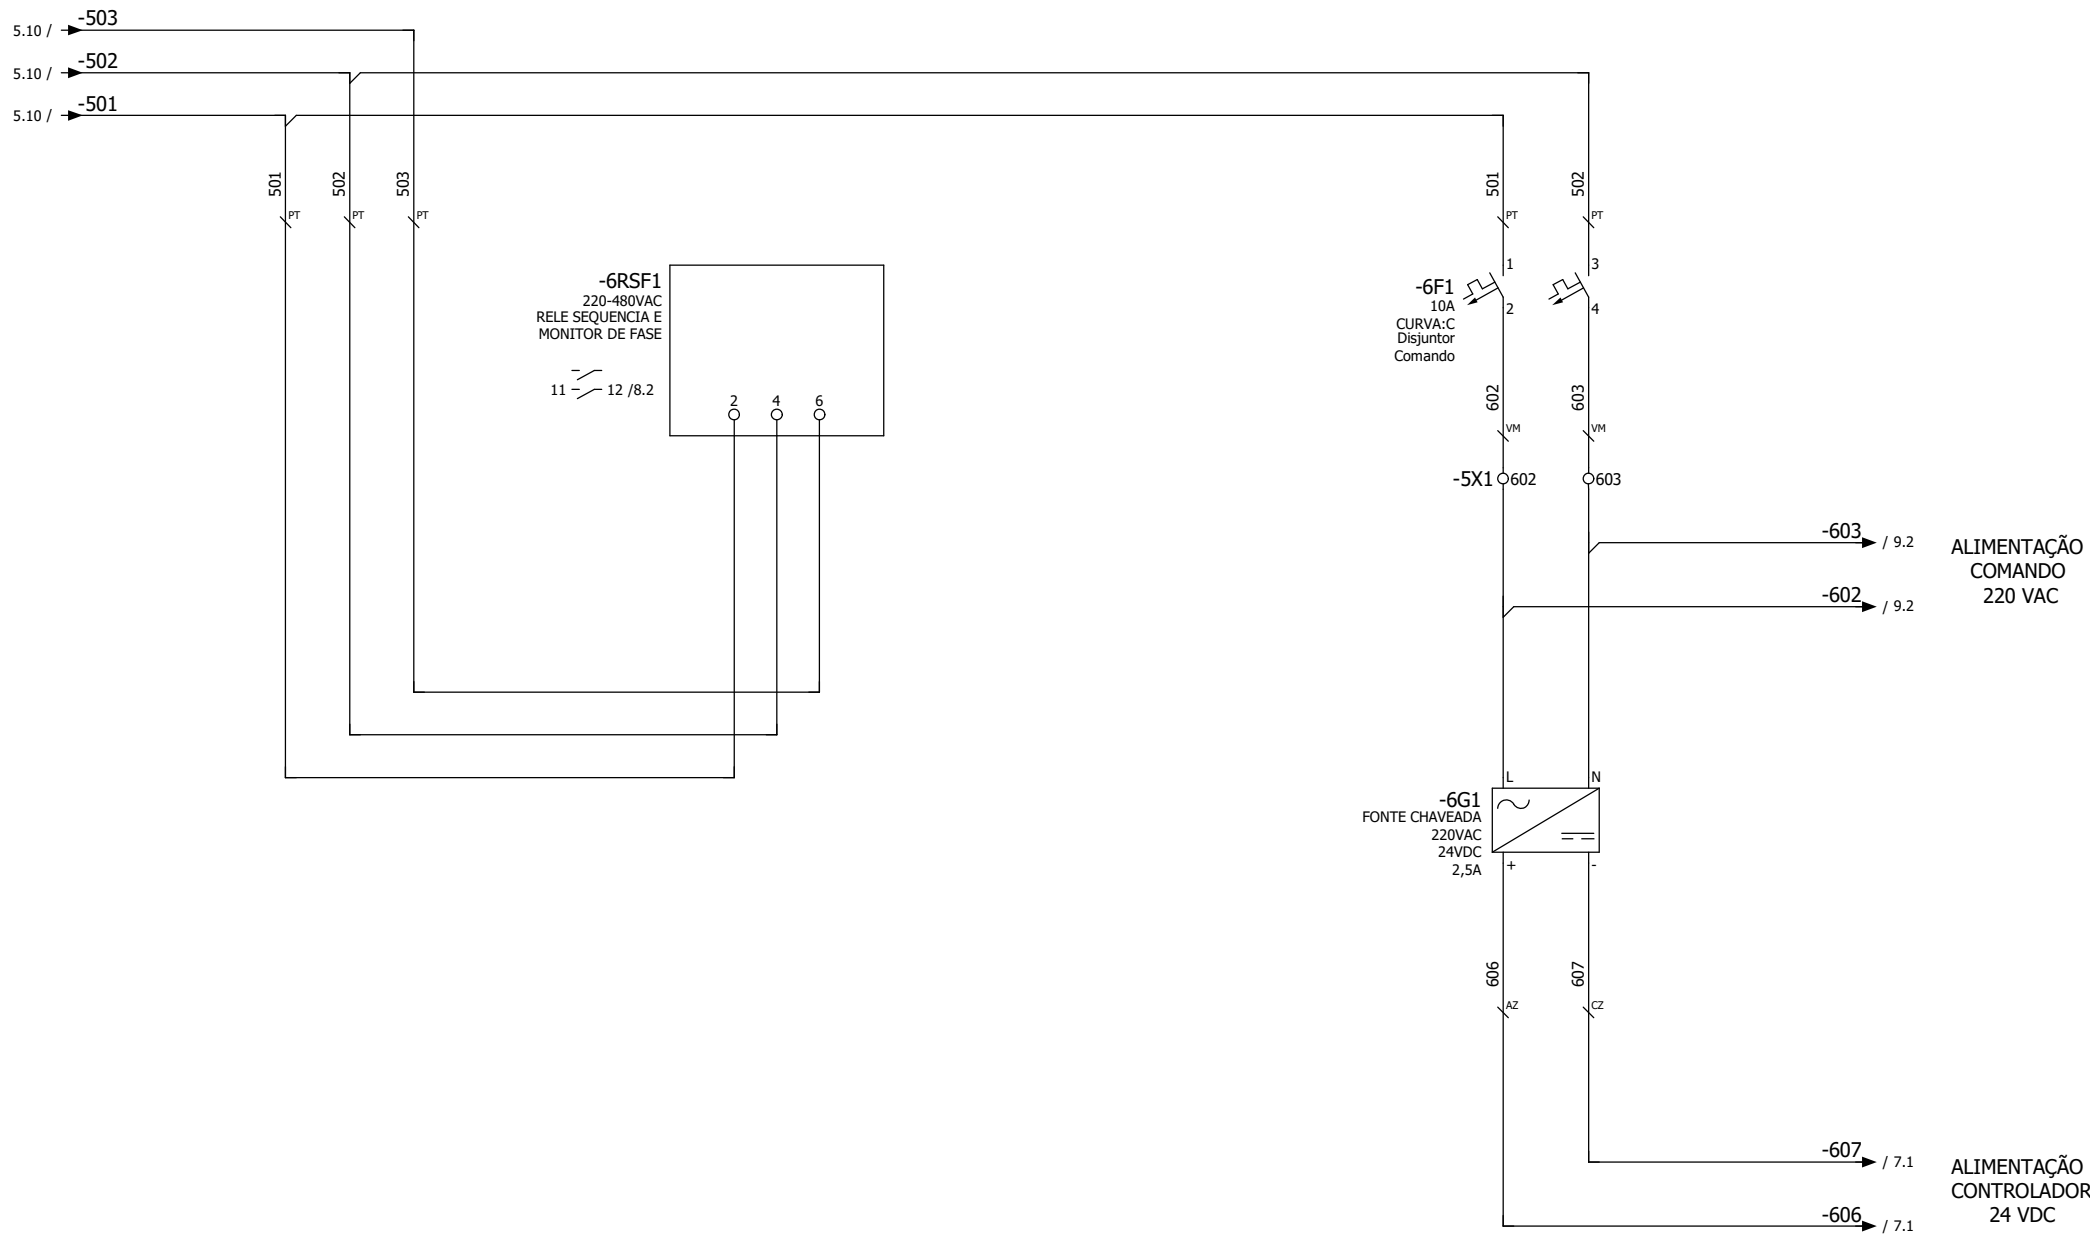 5.10 / -503
5.10 / -502
5.10 / -501
501
502
503
501
502
PT
PT
PT
PT
PT
-6RSF1
220-480VAC
RELE SEQUENCIA E
MONITOR DE FASE
11 12 /8.2
2 4 6
1 3
-6F1
10A
CURVA:C
Disjuntor
Comando
2 4
602
603
VM
VM
-5X1 602 603
-603 / 9.2
-602 / 9.2
ALIMENTAÇÃO
COMANDO
220 VAC
L N
-6G1
FONTE CHAVEADA
220VAC
24VDC
2,5A
+ -
606
607
AZ
CZ
-607 / 7.1
-606 / 7.1
ALIMENTAÇÃO
CONTROLADOR
24 VDC